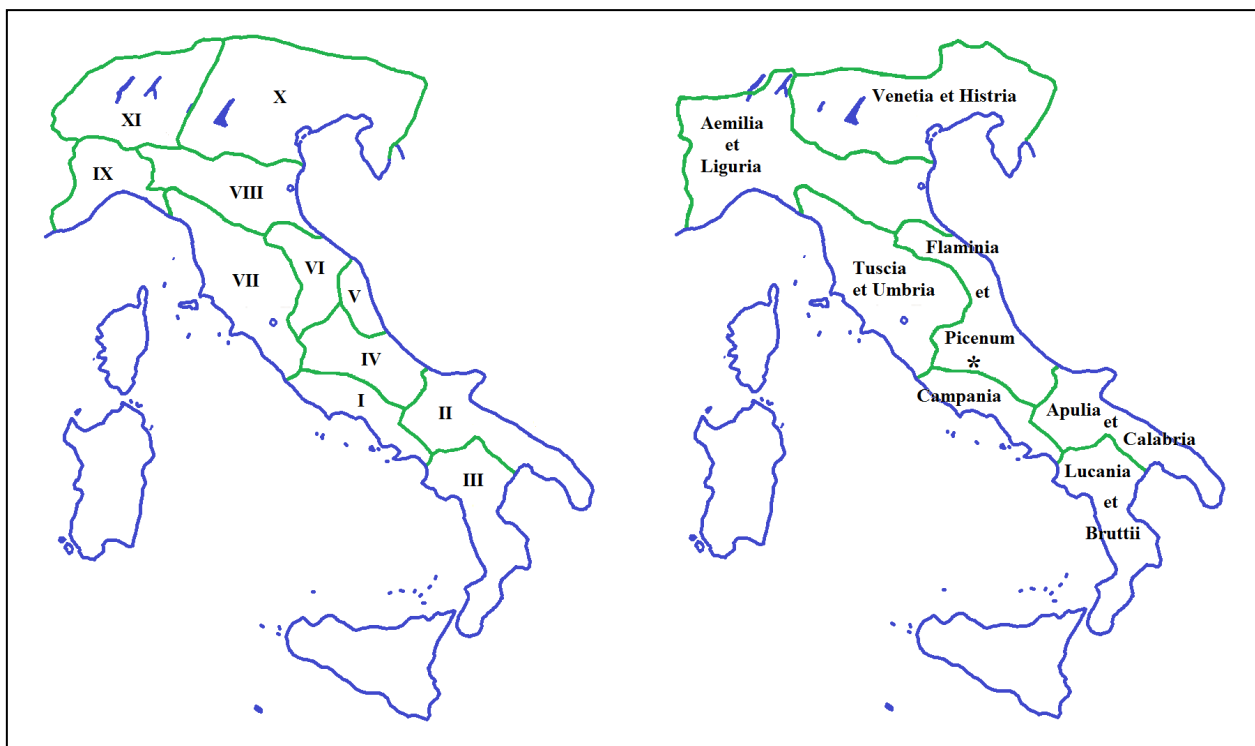 X
XI
IX
VIII
VI
VII
V
IV
I
II
III
Venetia et Histria
Aemilia
et
Liguria
Flaminia
Tuscia
et Umbria
et
Picenum
*
Campania
Apulia
et
Calabria
Lucania
et
Bruttii